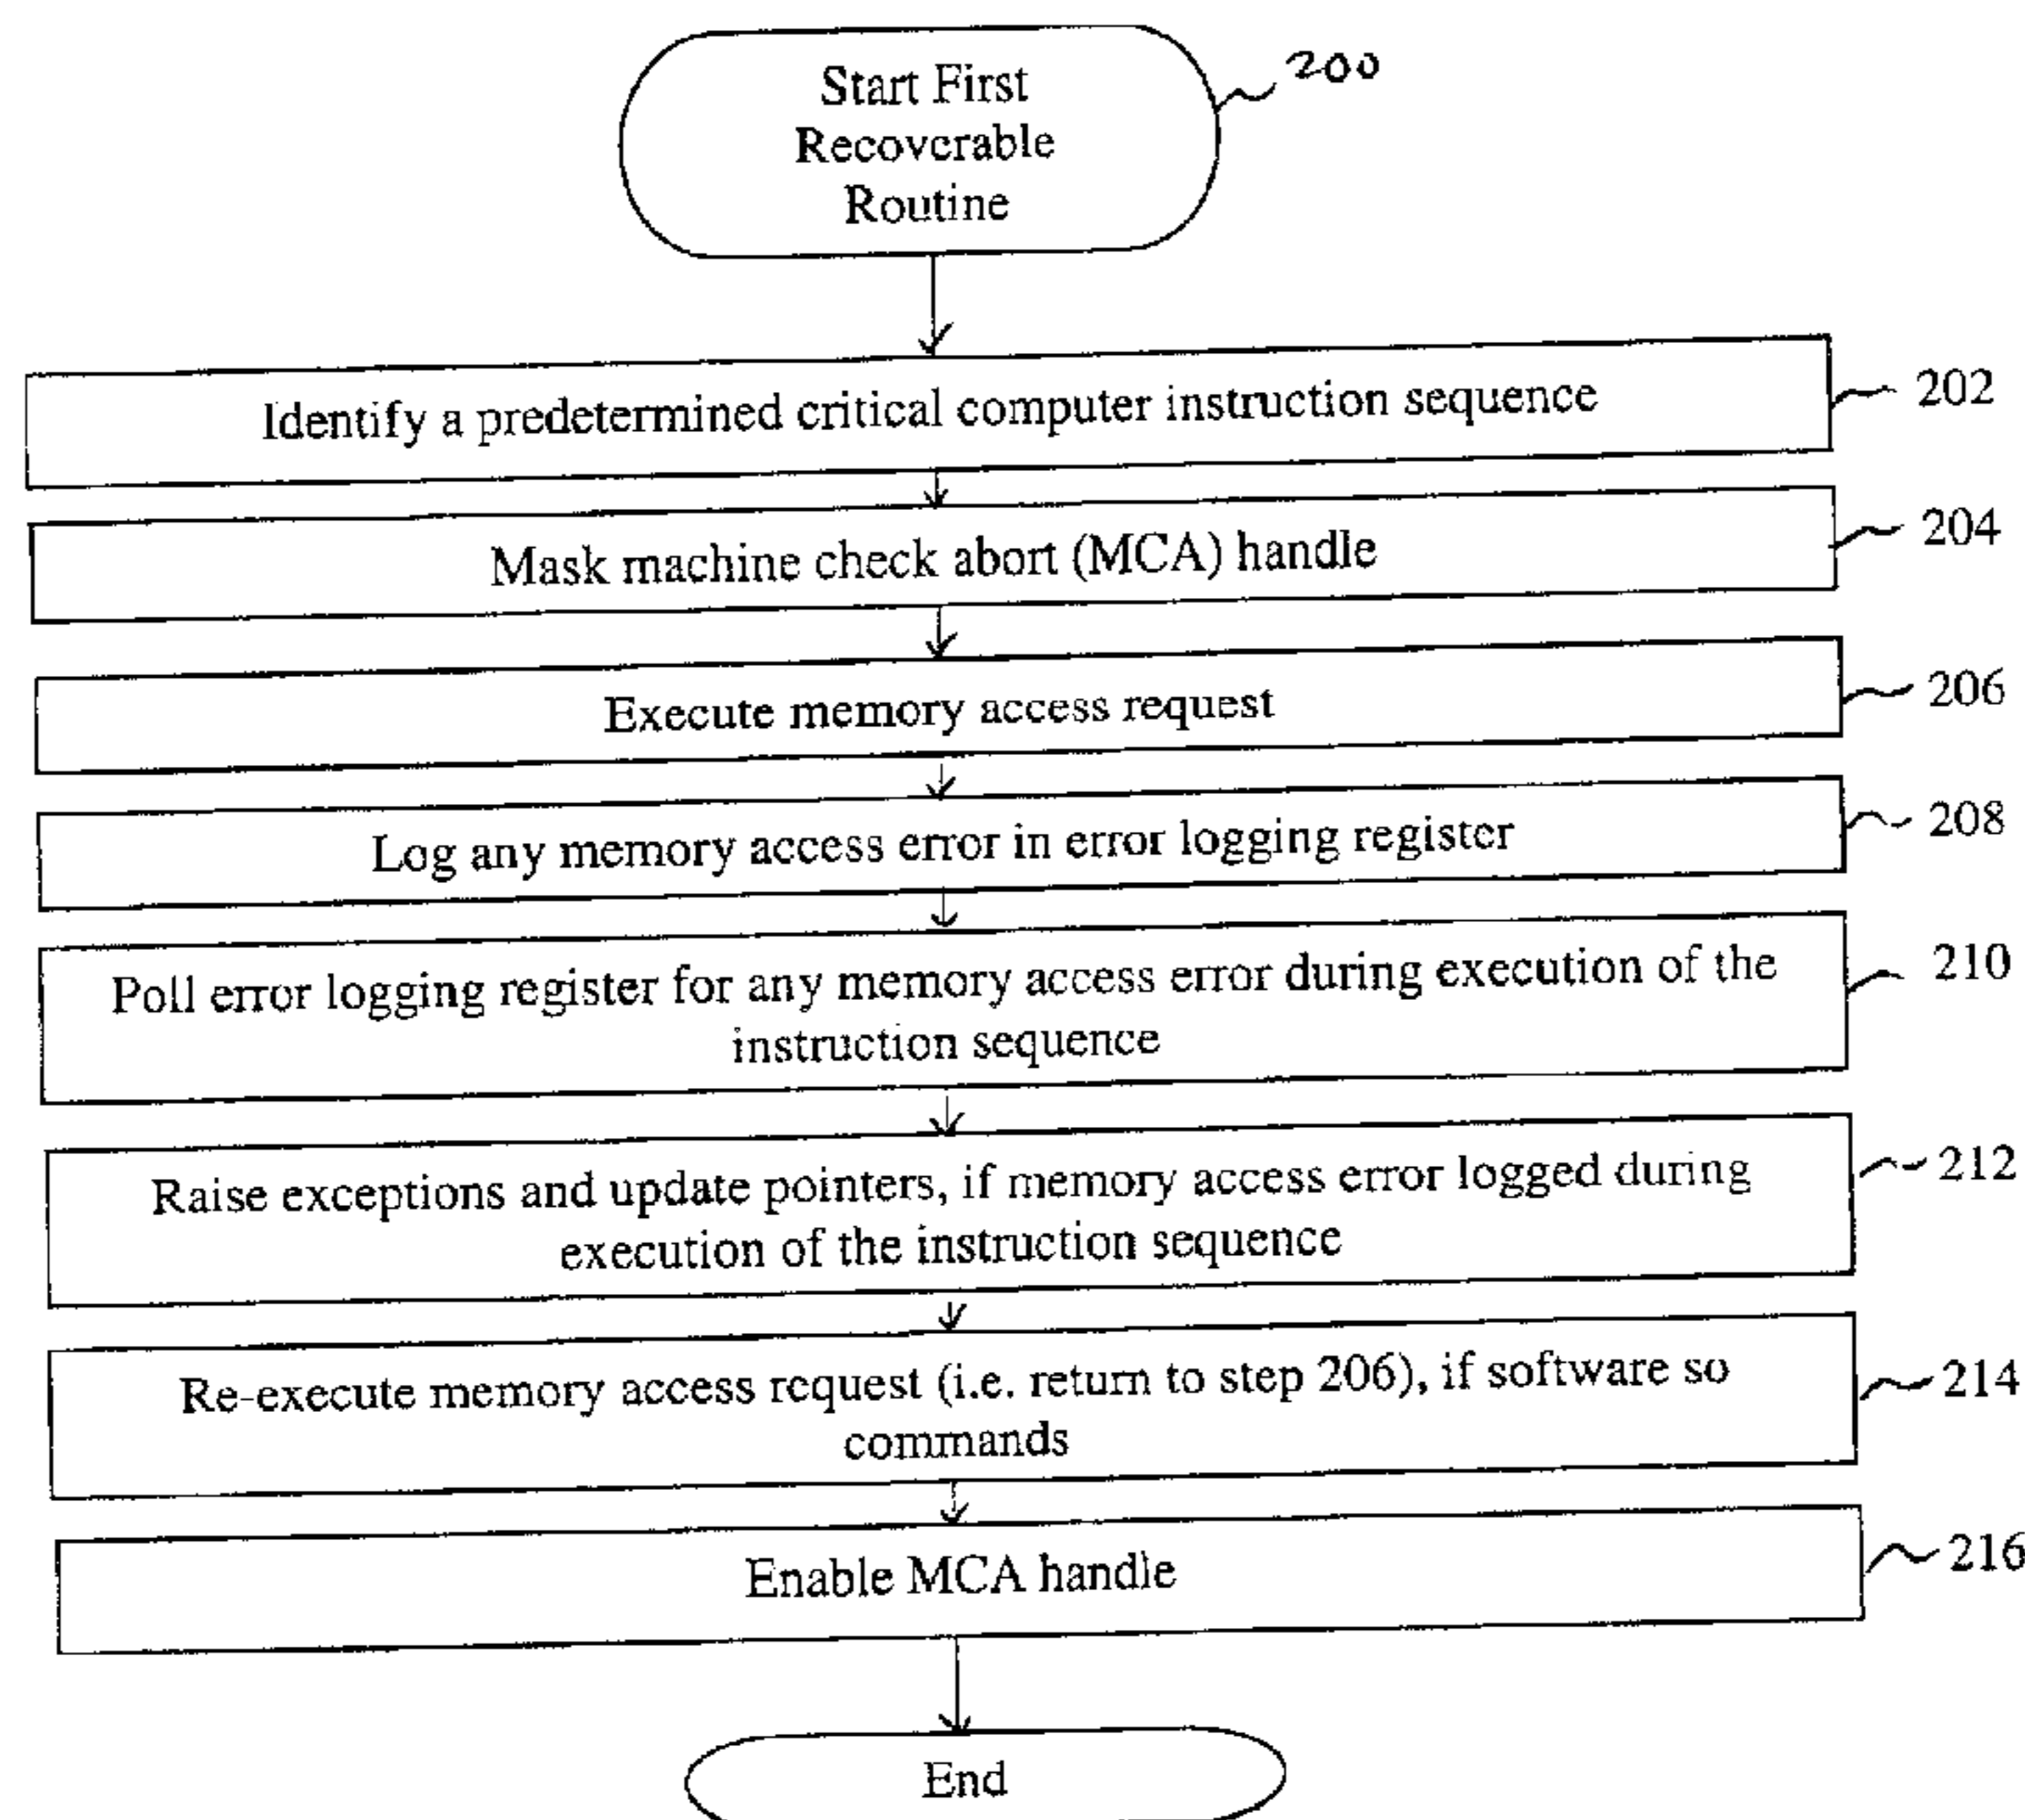 Start First
Recoverable
Routine
200
Identify a predetermined critical computer instruction sequence
202
Mask machine check abort (MCA) handle
204
Execute memory access request
206
Log any memory access error in error logging register
208
Poll error logging register for any memory access error during execution of the
instruction sequence
210
Raise exceptions and update pointers, if memory access error logged during
execution of the instruction sequence
212
Re-execute memory access request (i.e. return to step 206), if software so
commands
214
Enable MCA handle
216
End